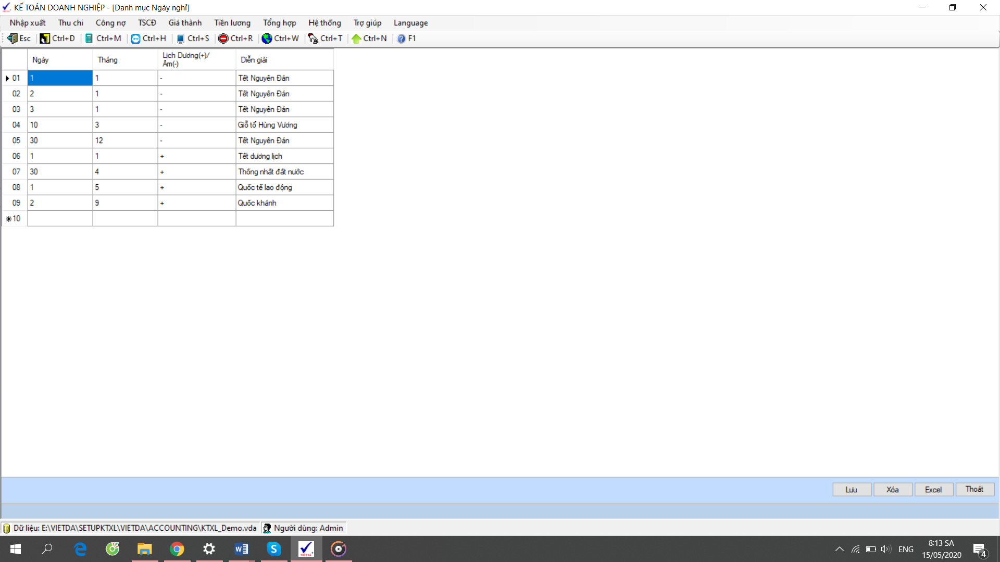 KẾ TOÁN DOANH NGHIỆP - [Danh mục Ngày nghỉ]
Nhập xuất Thu chi Công nợ TSCĐ Giá thành Tiền lương Tổng hợp Hệ thống Trợ giúp Language
Esc Ctrl+D Ctrl+M Ctrl+H Ctrl+S Ctrl+R Ctrl+W Ctrl+T Ctrl+N F1
Ngày Tháng Lịch Dương(+)/ Diễn giải
Âm(-)
01 1 1 - Tết Nguyên Đán
02 2 1 - Tết Nguyên Đán
03 3 1 - Tết Nguyên Đán
04 10 3 - Giỗ tổ Hùng Vương
05 30 12 - Tết Nguyên Đán
06 1 1 + Tết dương lịch
07 30 4 + Thống nhất đất nước
08 1 5 + Quốc tế lao động
09 2 9 + Quốc khánh
*10
Lưu Xóa Excel Thoát
Dữ liệu: E:\VIETDA\SETUPKTXL\VIETDA\ACCOUNTING\KTXL_Demo.vda Người dùng: Admin
ENG
8:13 SA
15/05/2020
4